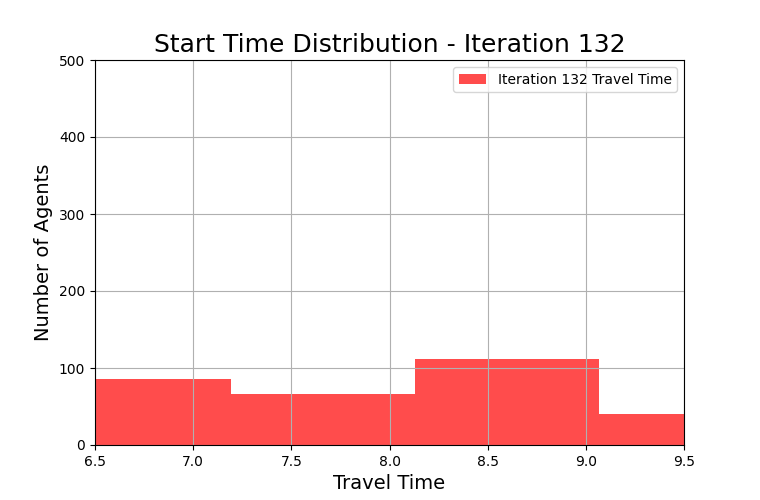 Start Time Distribution - Iteration 132
Number of Agents
500
400
300
200
100
0
Iteration 132 Travel Time
6.5 7.0 7.5 8.0 8.5 9.0 9.5
Travel Time